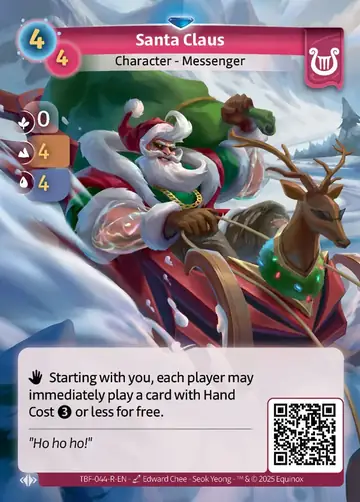 4
4
Santa Claus
Character - Messenger
0
4
4
Starting with you, each player may
immediately play a card with Hand
Cost 3 or less for free.
"Ho ho ho!"
TBF-044-R-EN - Edward Chee - Seok Yeong - ™ & © 2025 Equinox